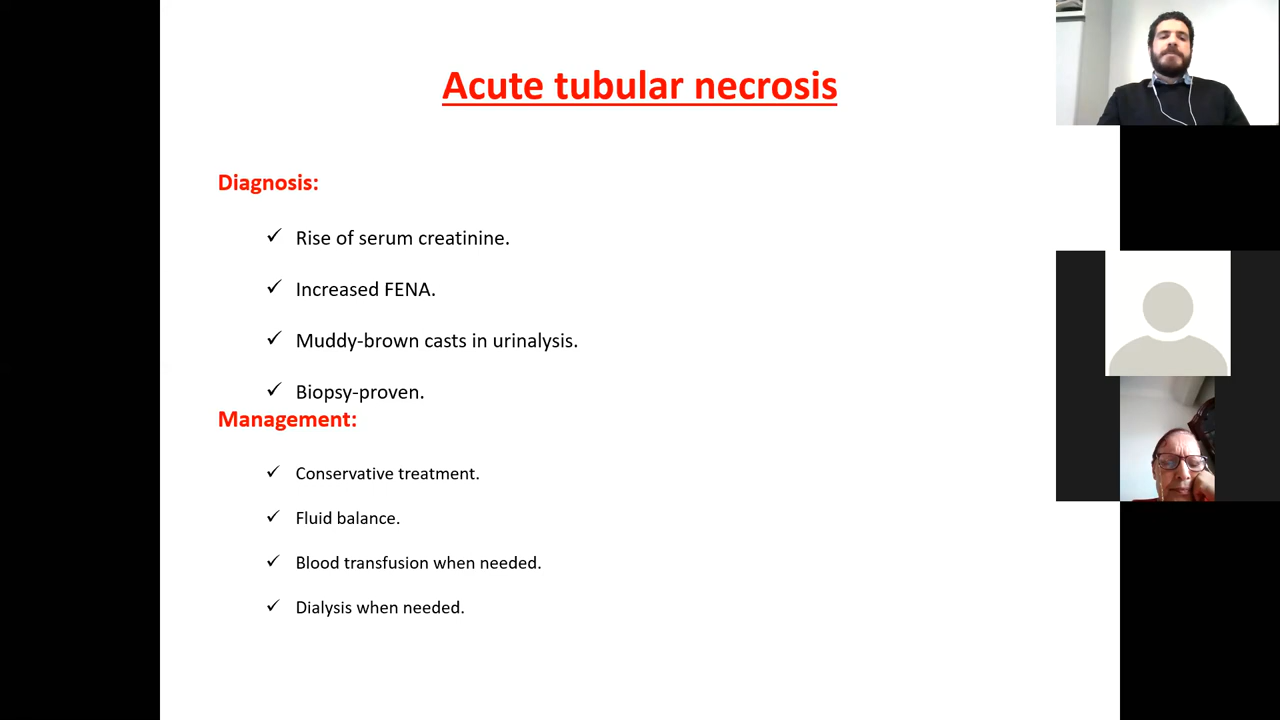 Acute tubular necrosis
Diagnosis:
✓ Rise of serum creatinine.
✓ Increased FENA.
✓ Muddy-brown casts in urinalysis.
✓ Biopsy-proven.
Management:
✓ Conservative treatment.
✓ Fluid balance.
✓ Blood transfusion when needed.
✓ Dialysis when needed.